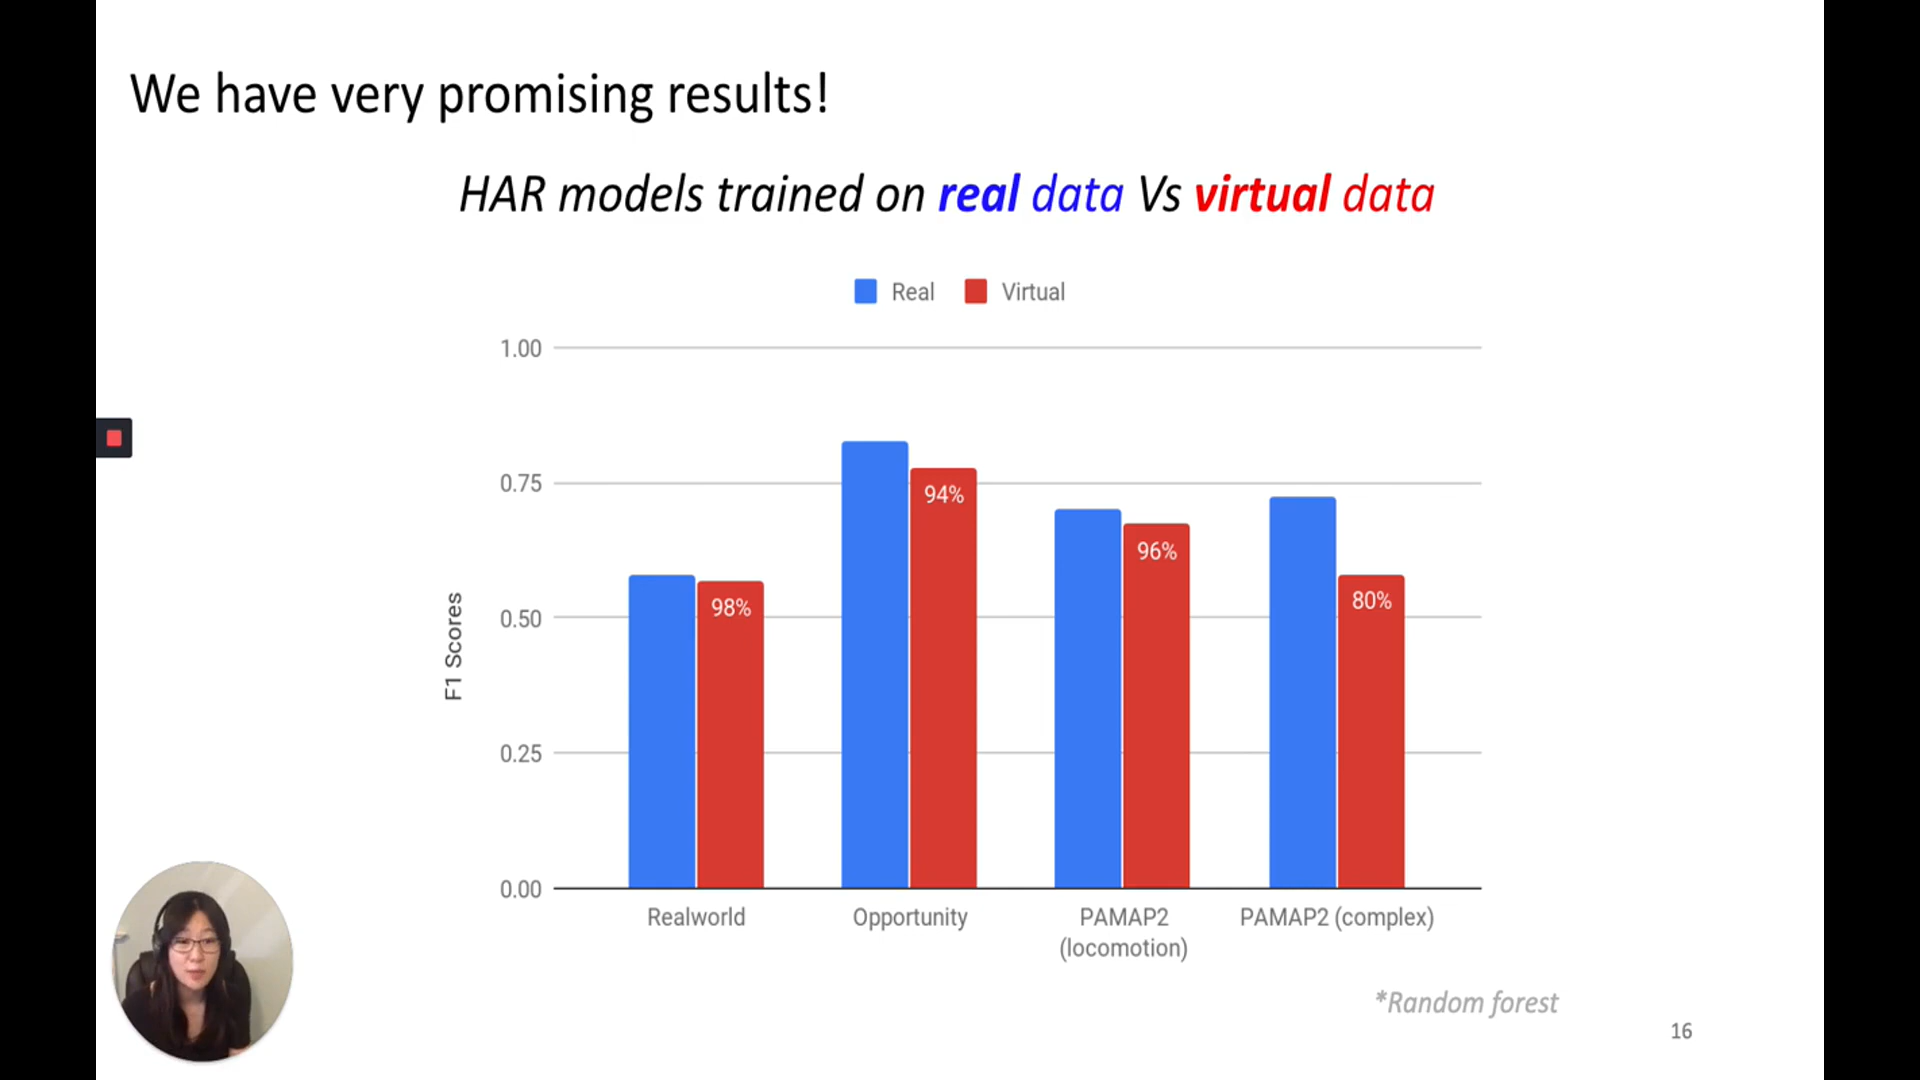 We have very promising results!
HAR models trained on real data Vs virtual data
Real Virtual
1.00
0.75
0.50
0.25
0.00
F1 Scores
98%
94%
96%
80%
Realworld
Opportunity
PAMAP2
(locomotion)
PAMAP2 (complex)
*Random forest
16